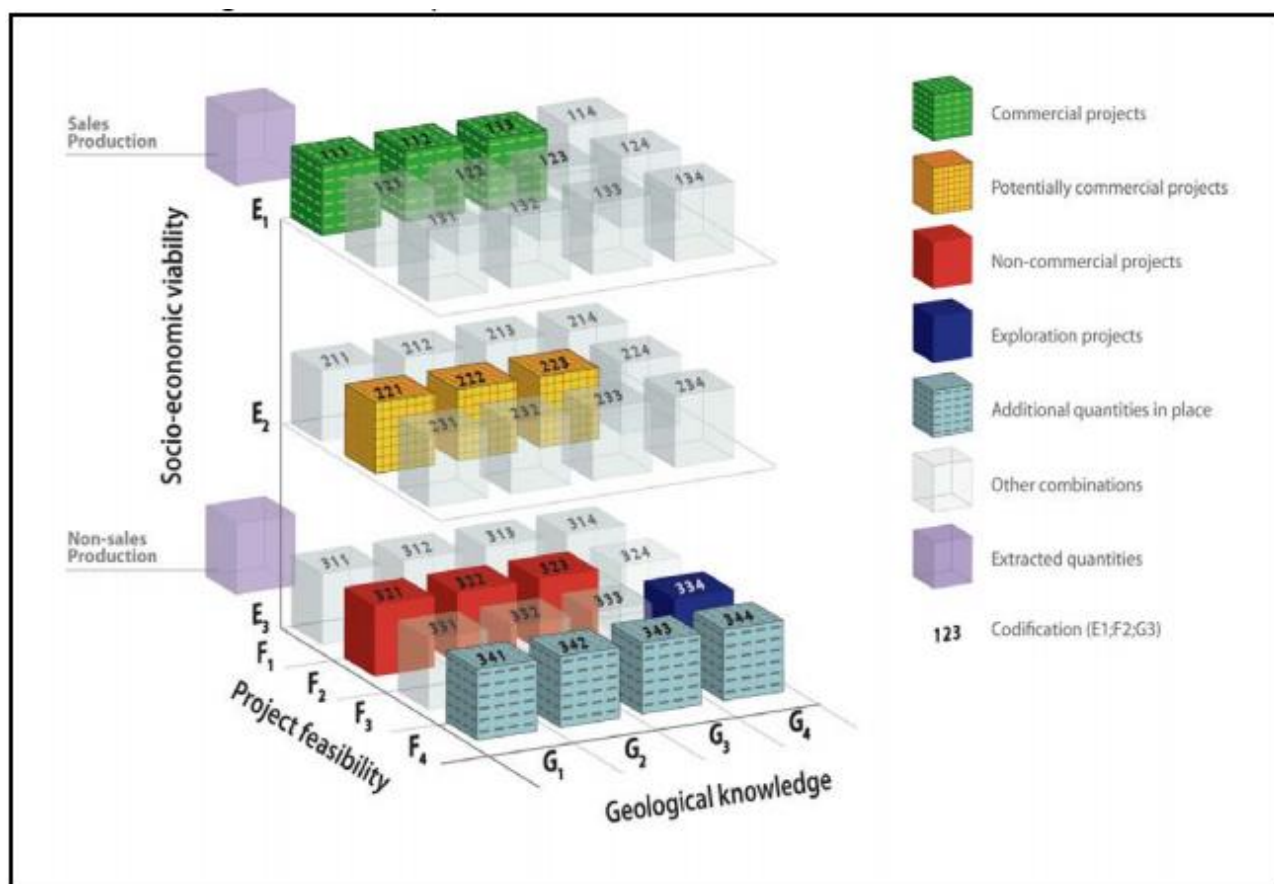 Sales
Production
Socio-economic viability
E1
111
112
113
114
121
122
123
124
131
132
133
134
E2
211
212
213
214
221
222
223
224
231
232
233
234
Non-sales
Production
E3
311
312
313
314
321
322
323
324
331
332
333
334
341
342
343
344
F1
F2
F3
F4
Project feasibility
G1
G2
G3
G4
Geological knowledge
Commercial projects
Potentially commercial projects
Non-commercial projects
Exploration projects
Additional quantities in place
Other combinations
Extracted quantities
123 Codification (E1;F2;G3)